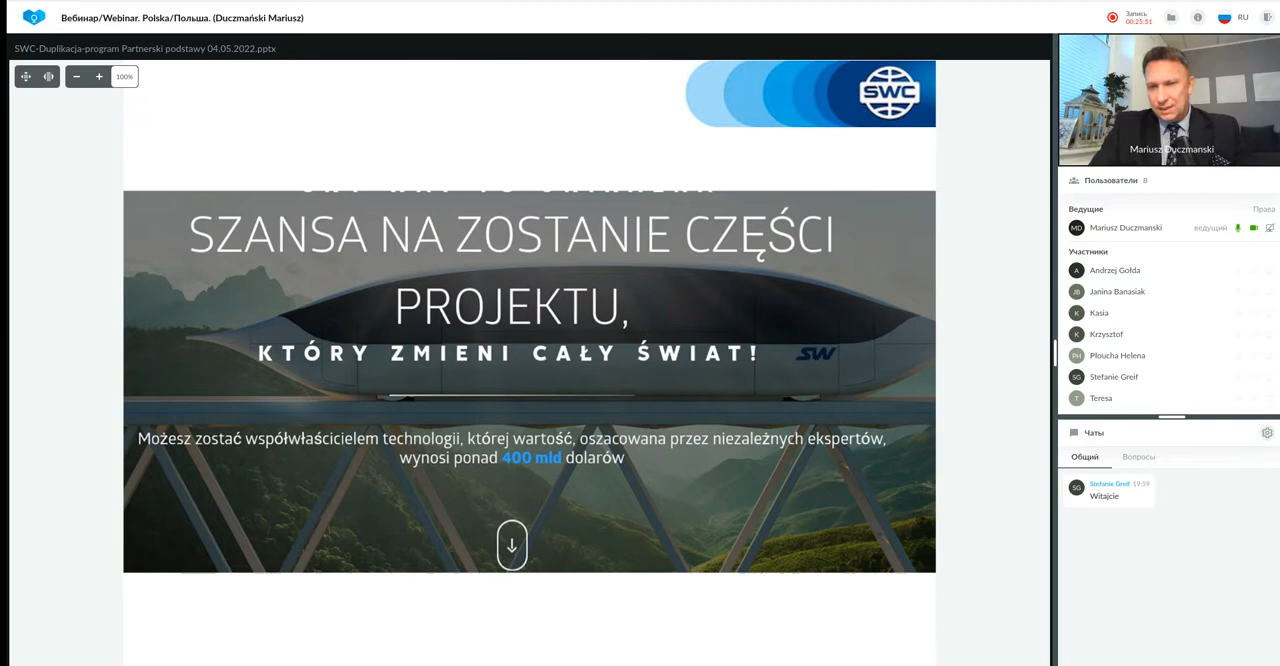 Вебинар/Webinar. Polska/Польша. (Duczmański Mariusz)
Запись
00:25:51
RU
SWC-Duplikacja-program Partnerski podstawy 04.05.2022.pptx
100%
SWC
SZANSA NA ZOSTANIE CZĘŚCI
PROJEKTU,
KTÓRY ZMIENI CAŁY ŚWIAT!
SW
Możesz zostać współwłaścicielem technologii, której wartość, oszacowana przez niezależnych ekspertów,
wynosi ponad 400 mld dolarów
Mariusz Duczmanski
Пользователи 8
Ведущие Права
MD Mariusz Duczmanski ведущий
Участники
A Andrzej Gołda
JB Janina Banasiak
K Kasia
K Krzysztof
PH Płoucha Helena
SG Stefanie Greif
T Teresa
Чаты
Общий Вопросы
SG Stefanie Greif 19:59
Witajcie